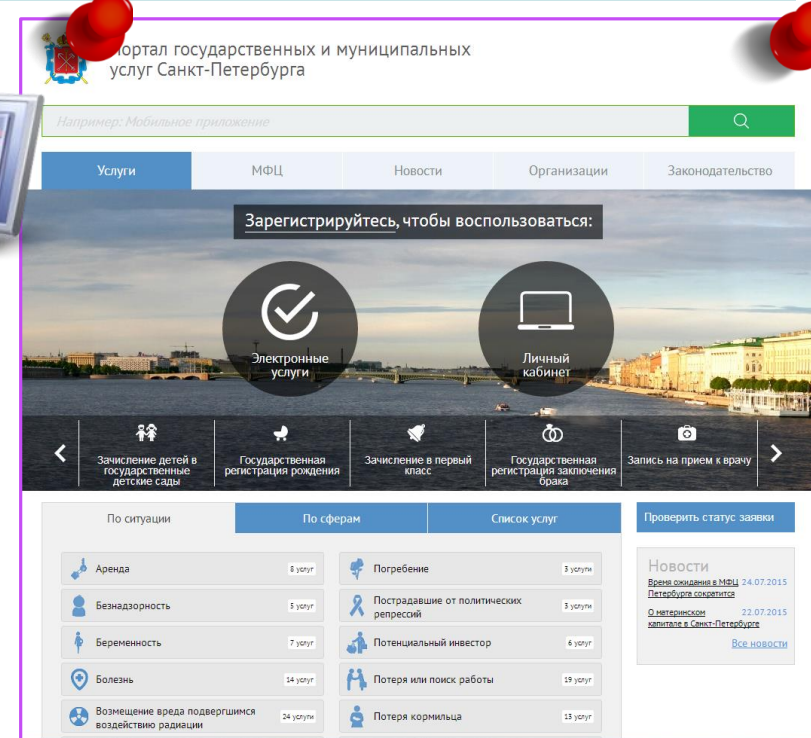 Портал государственных и муниципальных
услуг Санкт-Петербурга
Например: Мобильное приложение
Услуги
МФЦ
Новости
Организации
Законодательство
Зарегистрируйтесь, чтобы воспользоваться:
Электронные
услуги
Личный
кабинет
Зачисление детей в
государственные
детские сады
Государственная
регистрация рождения
Зачисление в первый
класс
Государственная
регистрация заключения
брака
Запись на прием к врачу
По ситуации
По сферам
Список услуг
Проверить статус заявки
Аренда
8 услуг
Погребение
3 услуги
Безнадзорность
5 услуг
Пострадавшие от политических
репрессий
3 услуги
Беременность
7 услуг
Потенциальный инвестор
6 услуг
Болезнь
14 услуг
Потеря или поиск работы
19 услуг
Возмещение вреда подвергшимся
воздействию радиации
24 услуги
Потеря кормильца
13 услуг
Новости
Время ожидания в МФЦ 24.07.2015
Петербурга сократится
О материнском 22.07.2015
капитале в Санкт-Петербурге
Все новости